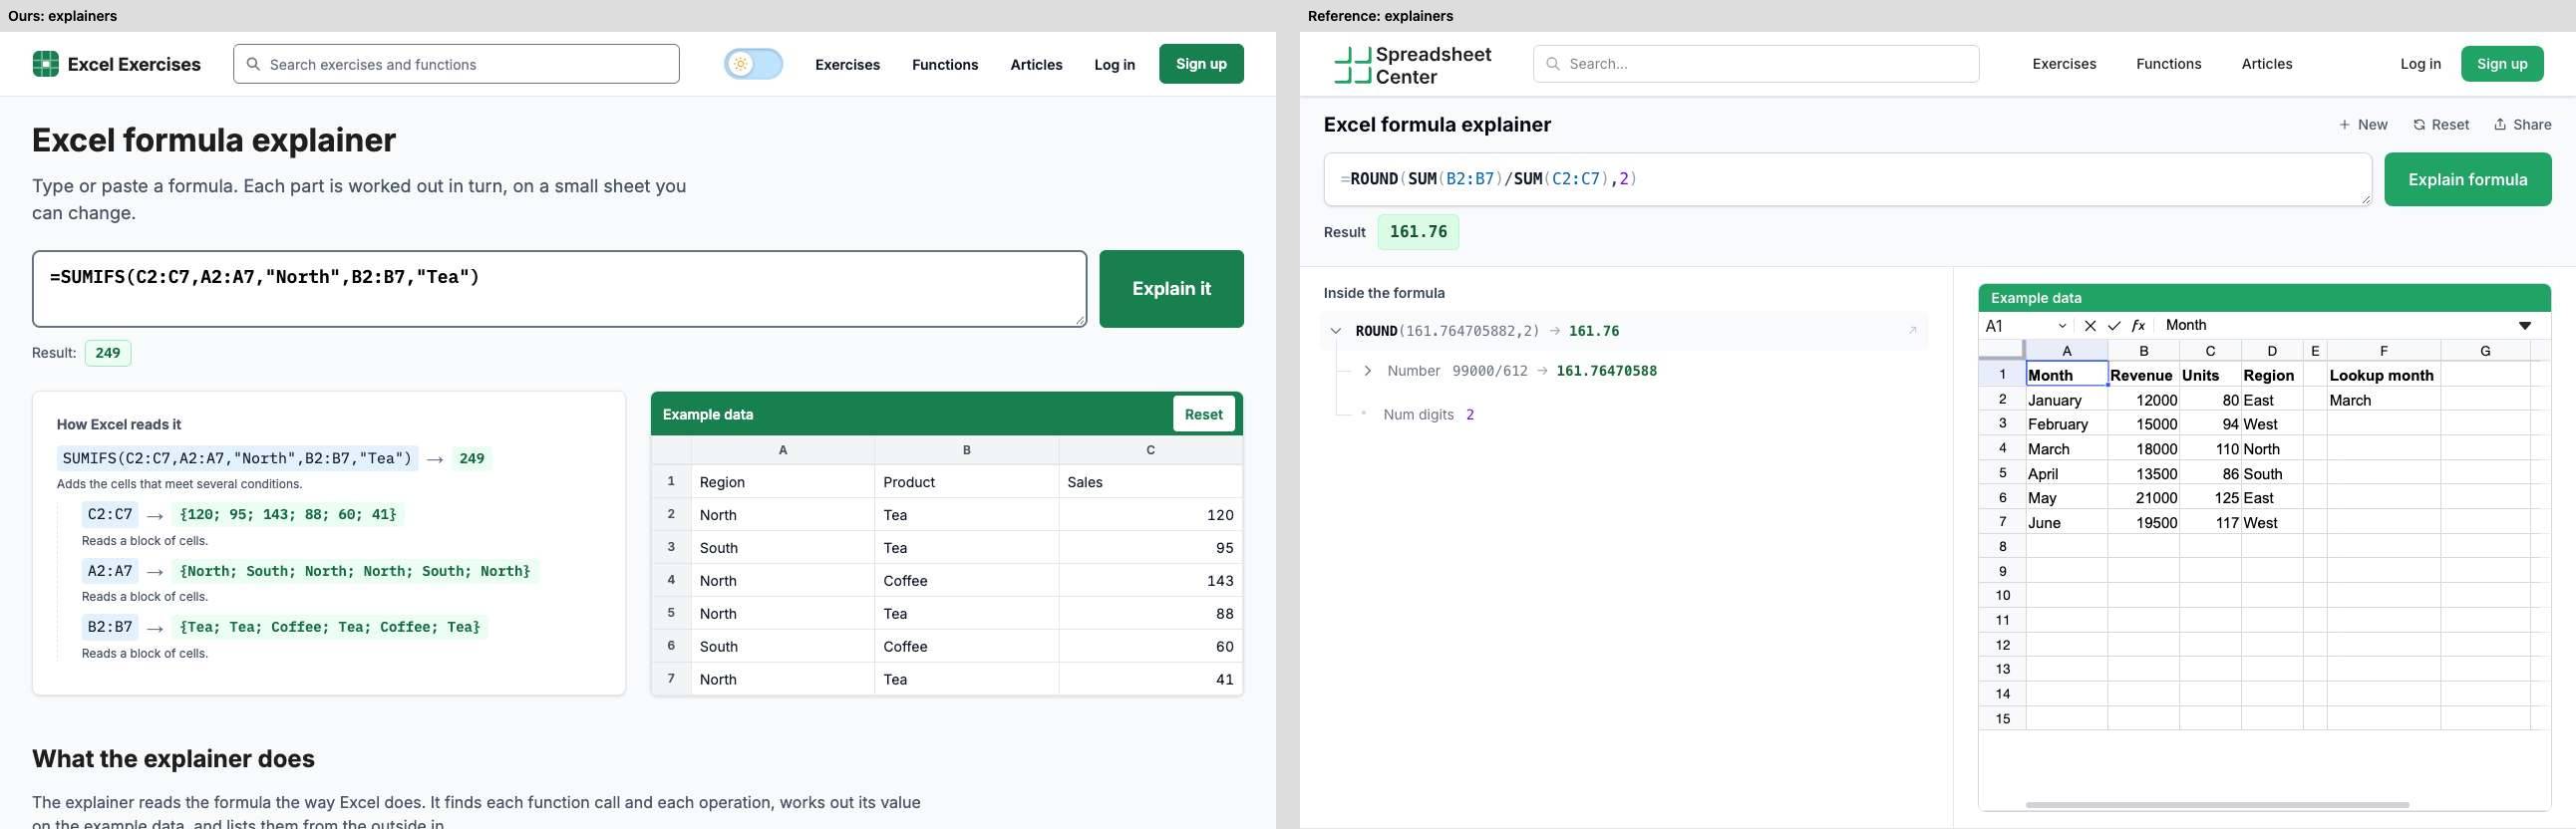 Ours: explainers
Excel Exercises
Search exercises and functions
Exercises
Functions
Articles
Log in
Sign up
Excel formula explainer
Type or paste a formula. Each part is worked out in turn, on a small sheet you
can change.
=SUMIFS(C2:C7,A2:A7,"North",B2:B7,"Tea")
Explain it
Result: 249
How Excel reads it
SUMIFS(C2:C7,A2:A7,"North",B2:B7,"Tea") → 249
Adds the cells that meet several conditions.
C2:C7 → {120; 95; 143; 88; 60; 41}
Reads a block of cells.
A2:A7 → {North; South; North; North; South; North}
Reads a block of cells.
B2:B7 → {Tea; Tea; Coffee; Tea; Coffee; Tea}
Reads a block of cells.
Example data
Reset
A B C
1 Region Product Sales
2 North Tea 120
3 South Tea 95
4 North Coffee 143
5 North Tea 88
6 South Coffee 60
7 North Tea 41
What the explainer does
The explainer reads the formula the way Excel does. It finds each function call and each operation, works out its value
on the example data, and lists them from the outside in.
Reference: explainers
Spreadsheet
Center
Search...
Exercises
Functions
Articles
Log in
Sign up
Excel formula explainer
+ New
Reset
Share
=ROUND(SUM(B2:B7)/SUM(C2:C7),2)
Explain formula
Result 161.76
Inside the formula
ROUND(161.764705882,2) → 161.76
Number 99000/612 → 161.76470588
Num digits 2
Example data
A1 fx Month
A B C D E F G
1 Month Revenue Units Region Lookup month
2 January 12000 80 East March
3 February 15000 94 West
4 March 18000 110 North
5 April 13500 86 South
6 May 21000 125 East
7 June 19500 117 West
8
9
10
11
12
13
14
15